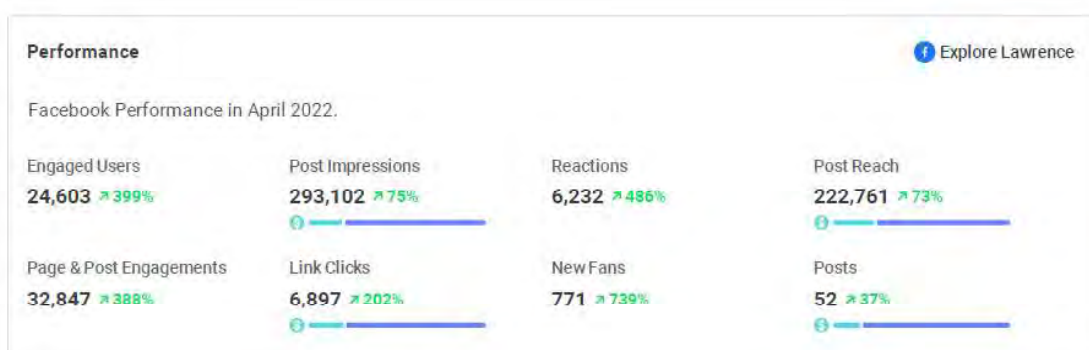 Performance
Explore Lawrence
Facebook Performance in April 2022.
Engaged Users Post Impressions Reactions Post Reach
24,603 ↗ 399% 293,102 ↗ 75% 6,232 ↗ 486% 222,761 ↗ 73%
Page & Post Engagements Link Clicks New Fans Posts
32,847 ↗ 388% 6,897 ↗ 202% 771 ↗ 739% 52 ↗ 37%